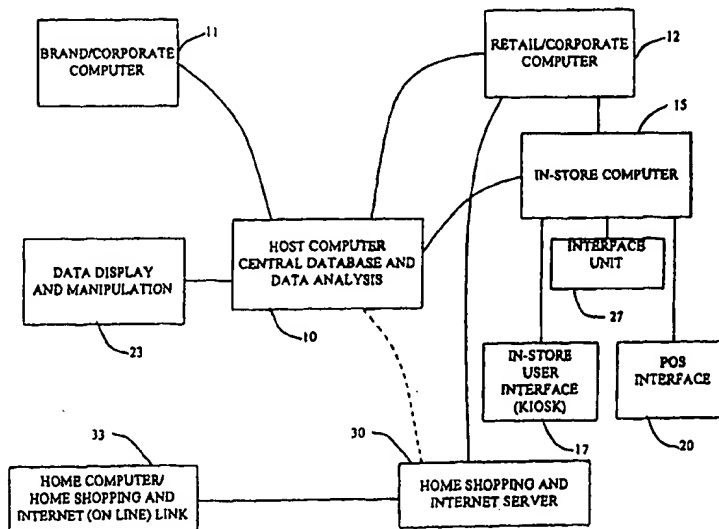 11
BRAND/CORPORATE
COMPUTER
RETAIL/CORPORATE
COMPUTER
12
15
IN-STORE COMPUTER
HOST COMPUTER
CENTRAL DATABASE AND
DATA ANALYSIS
10
INTERFACE
UNIT
27
DATA DISPLAY
AND MANIPULATION
23
IN-STORE
USER
INTERFACE
(KIOSK)
17
POS
INTERFACE
20
33
HOME COMPUTER/
HOME SHOPPING AND
INTERNET (ON LINE) LINK
30
HOME SHOPPING AND
INTERNET SERVER